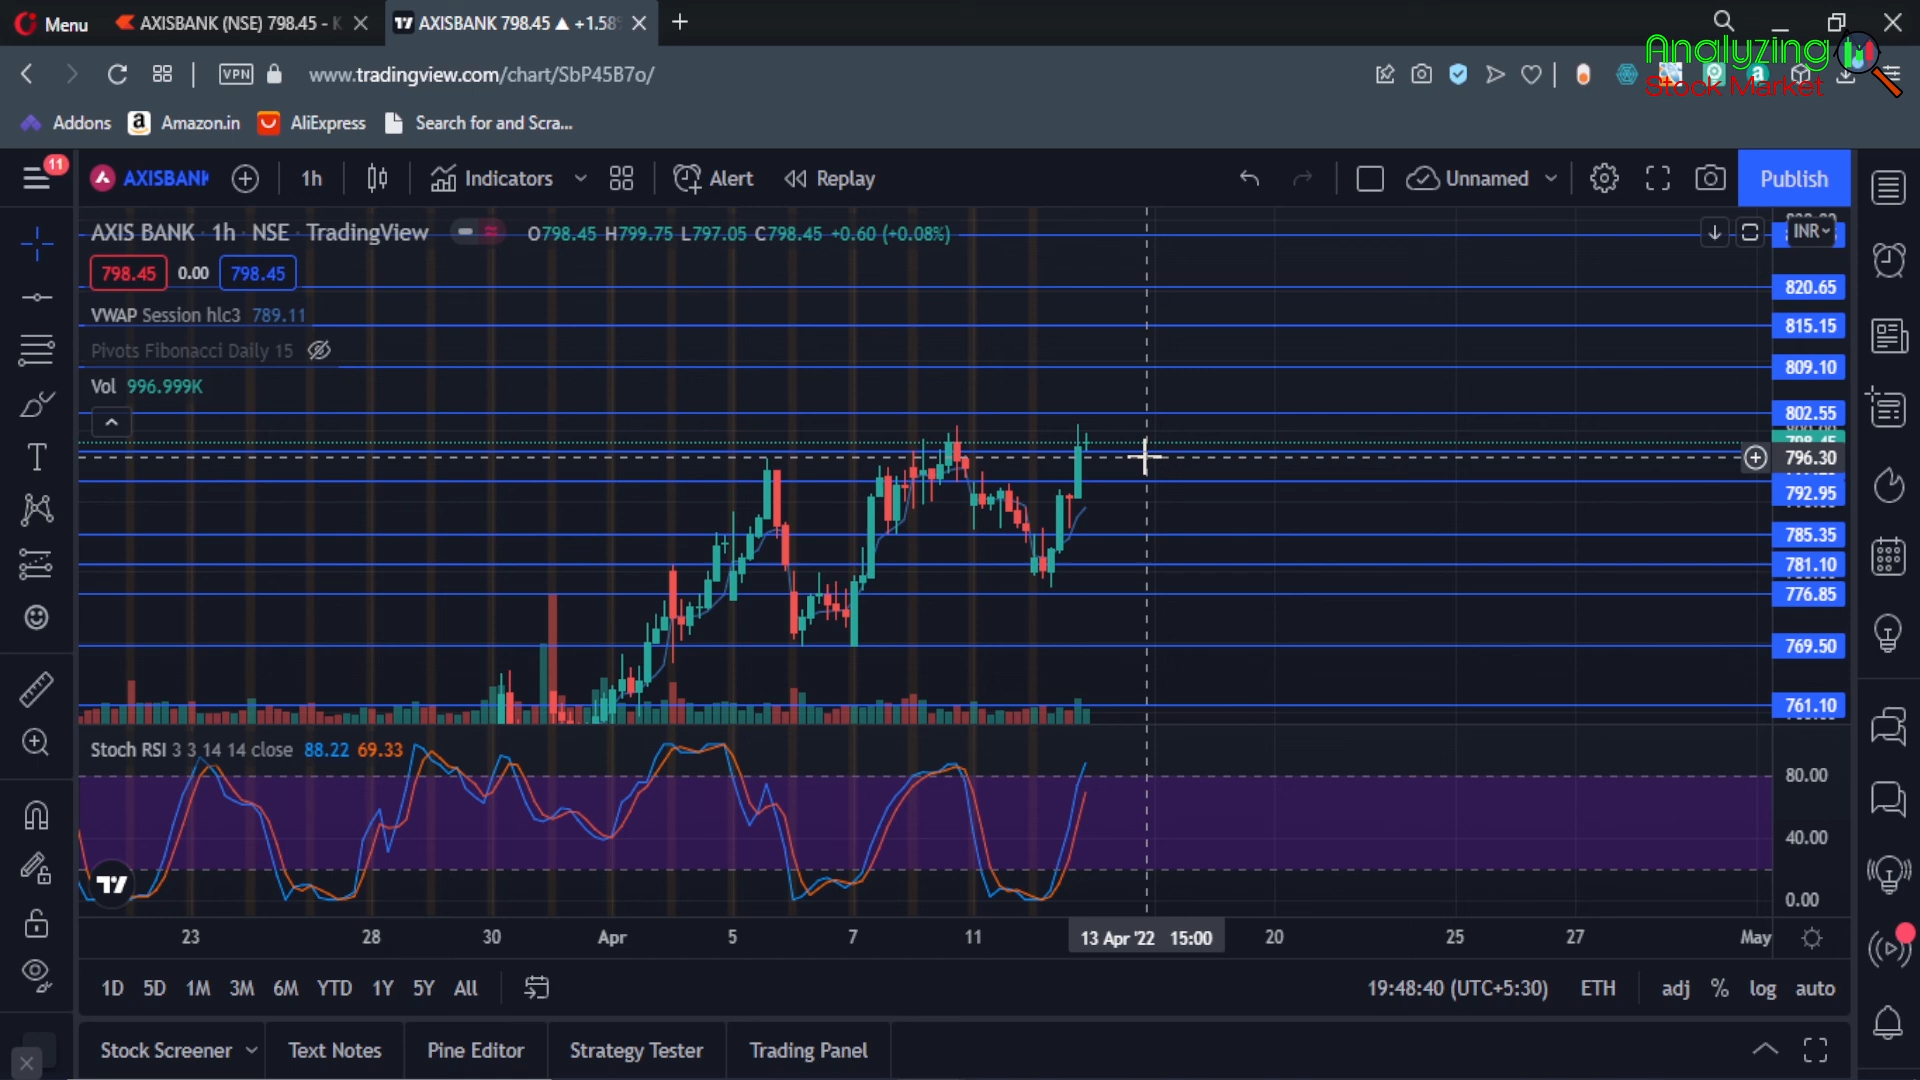 Menu
AXISBANK (NSE) 798.45 - K
AXISBANK 798.45 ▲ +1.58%
Analyzing
Stock Market
VPN
www.tradingview.com/chart/SbP45B7o/
Addons
Amazon.in
AliExpress
Search for and Scra...
11
AXISBANK
1h
Indicators
Alert
Replay
Unnamed
Publish
AXIS BANK · 1h · NSE · TradingView
O798.45 H799.75 L797.05 C798.45 +0.60 (+0.08%)
INR
798.45 0.00 798.45
VWAP Session hlc3 789.11
Pivots Fibonacci Daily 15
Vol 996.999K
820.65
815.15
809.10
802.55
798.45
796.30
792.95
785.35
781.10
776.85
769.50
761.10
Stoch RSI 3 3 14 14 close 88.22 69.33
80.00
40.00
0.00
23 28 30 Apr 5 7 11 13 Apr '22 15:00 20 25 27 May
1D 5D 1M 3M 6M YTD 1Y 5Y All
19:48:40 (UTC+5:30) ETH adj % log auto
Stock Screener
Text Notes
Pine Editor
Strategy Tester
Trading Panel